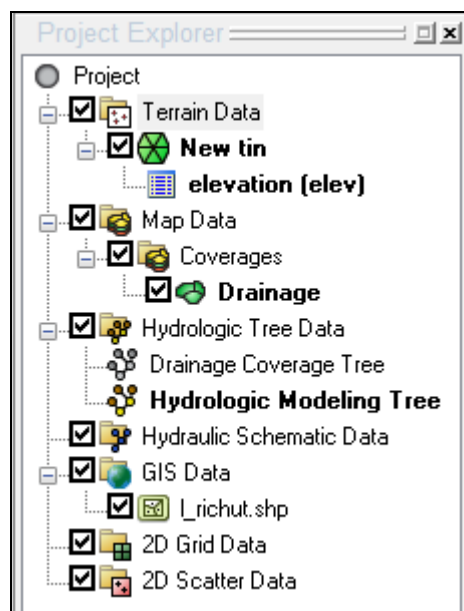 Project Explorer
Project
Terrain Data
New tin
elevation (elev)
Map Data
Coverages
Drainage
Hydrologic Tree Data
Drainage Coverage Tree
Hydrologic Modeling Tree
Hydraulic Schematic Data
GIS Data
l_richut.shp
2D Grid Data
2D Scatter Data